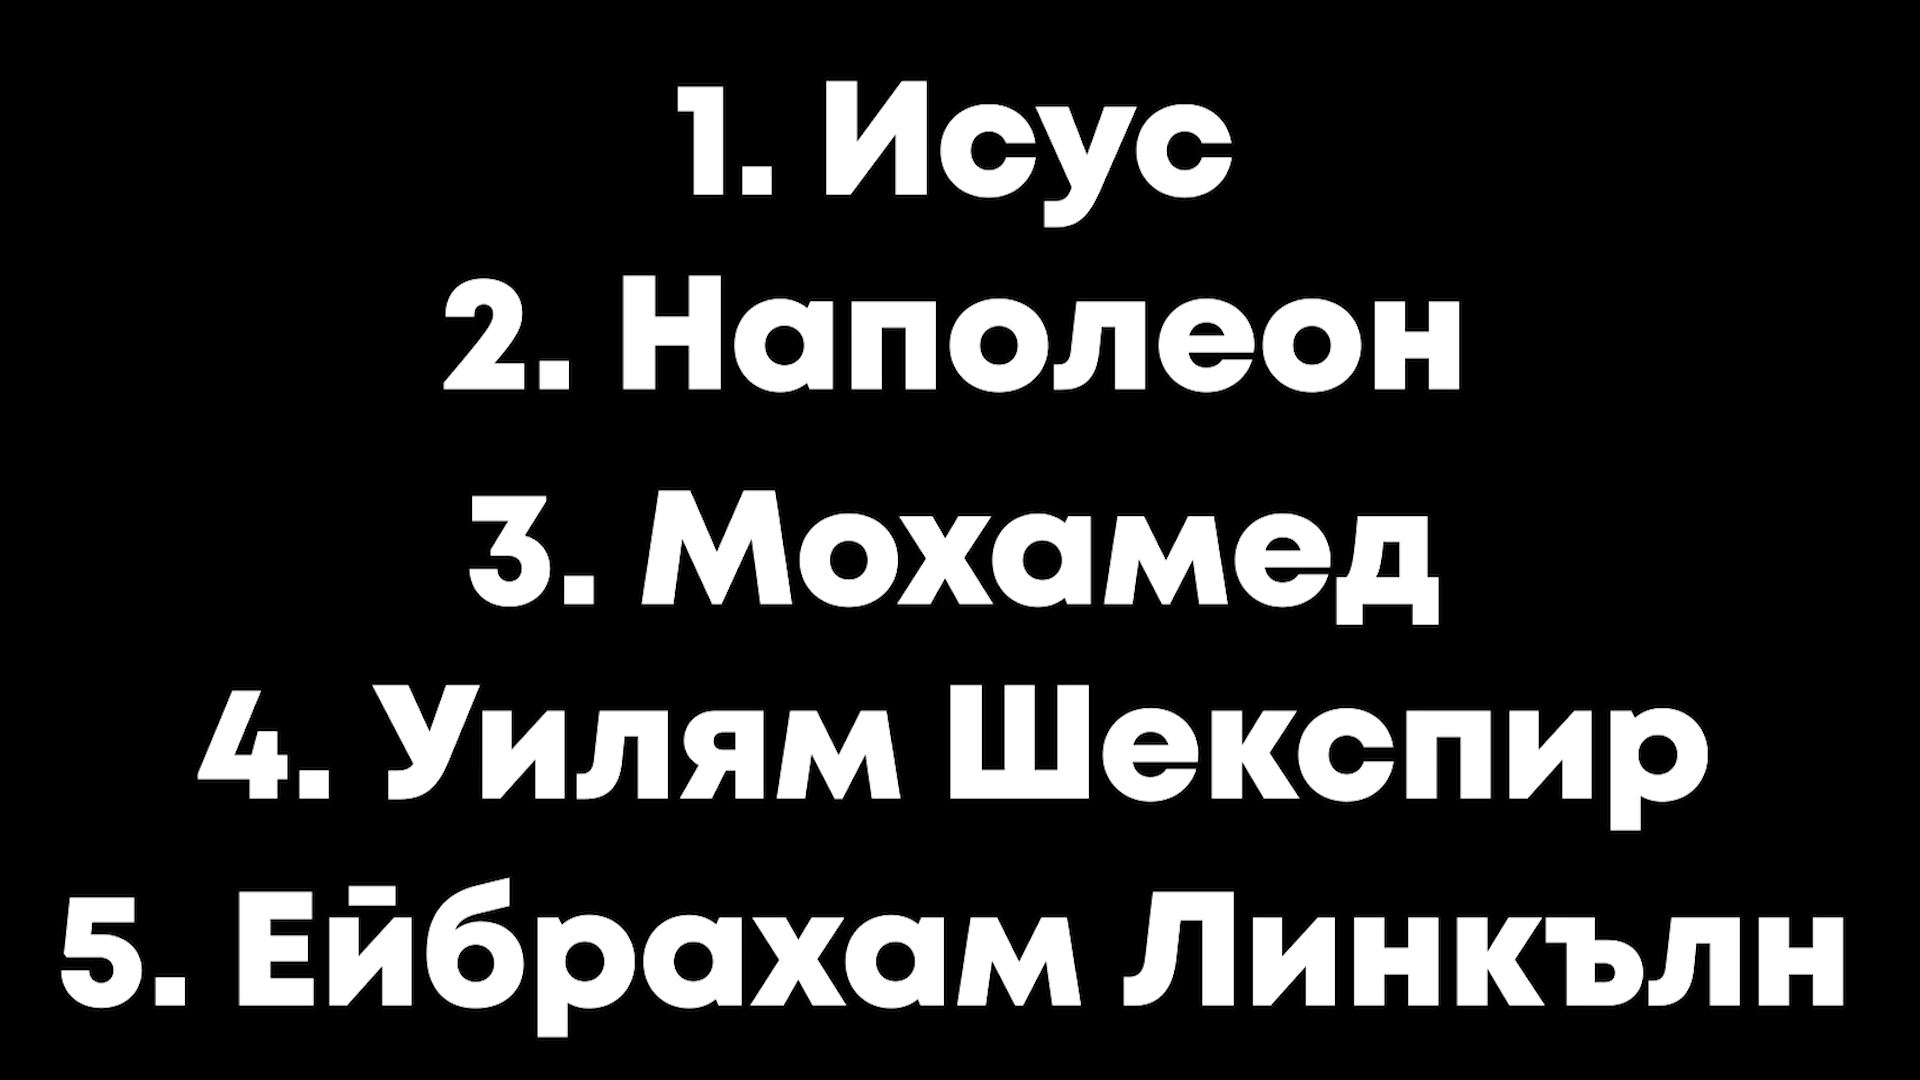 1. Исус
2. Наполеон
3. Мохамед
4. Уилям Шекспир
5. Ейбрахам Линкълн